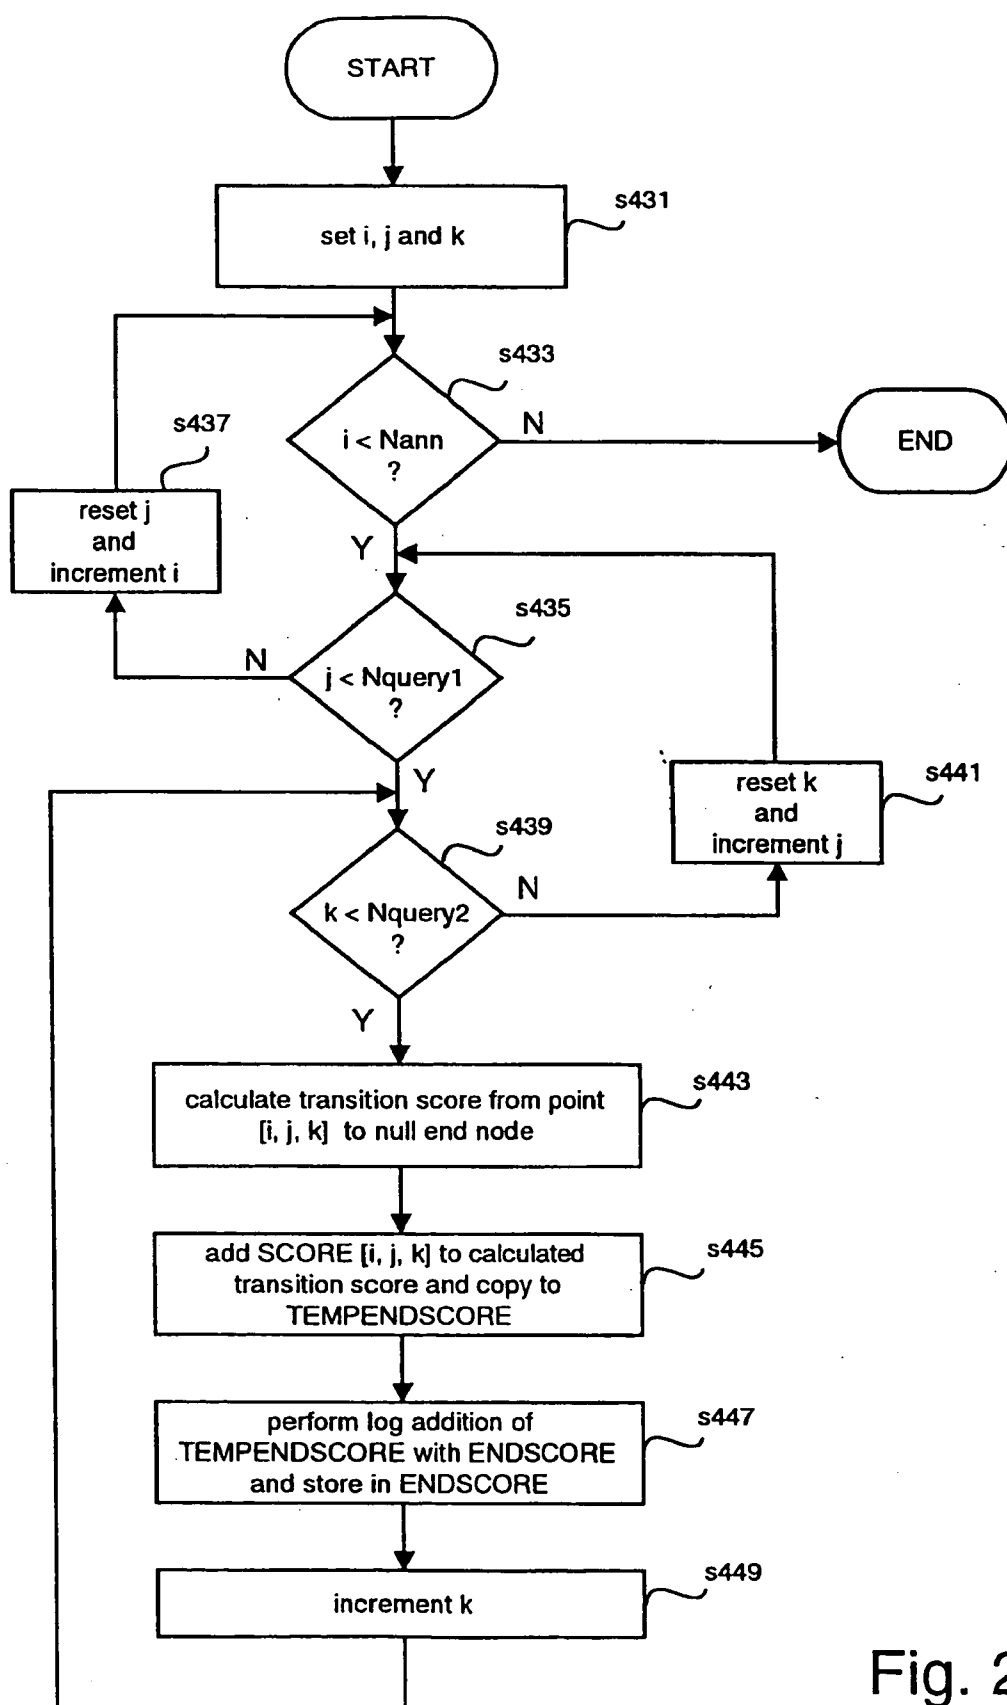 START
s431
set i, j and k
s433
i < Nann
?
N
END
s437
reset j
and
increment i
Y
s435
j < Nquery1
?
N
Y
s441
reset k
and
increment j
s439
k < Nquery2
?
N
Y
s443
calculate transition score from point
[i, j, k] to null end node
s445
add SCORE [i, j, k] to calculated
transition score and copy to
TEMPENDSCORE
s447
perform log addition of
TEMPENDSCORE with ENDSCORE
and store in ENDSCORE
s449
increment k
Fig. 2